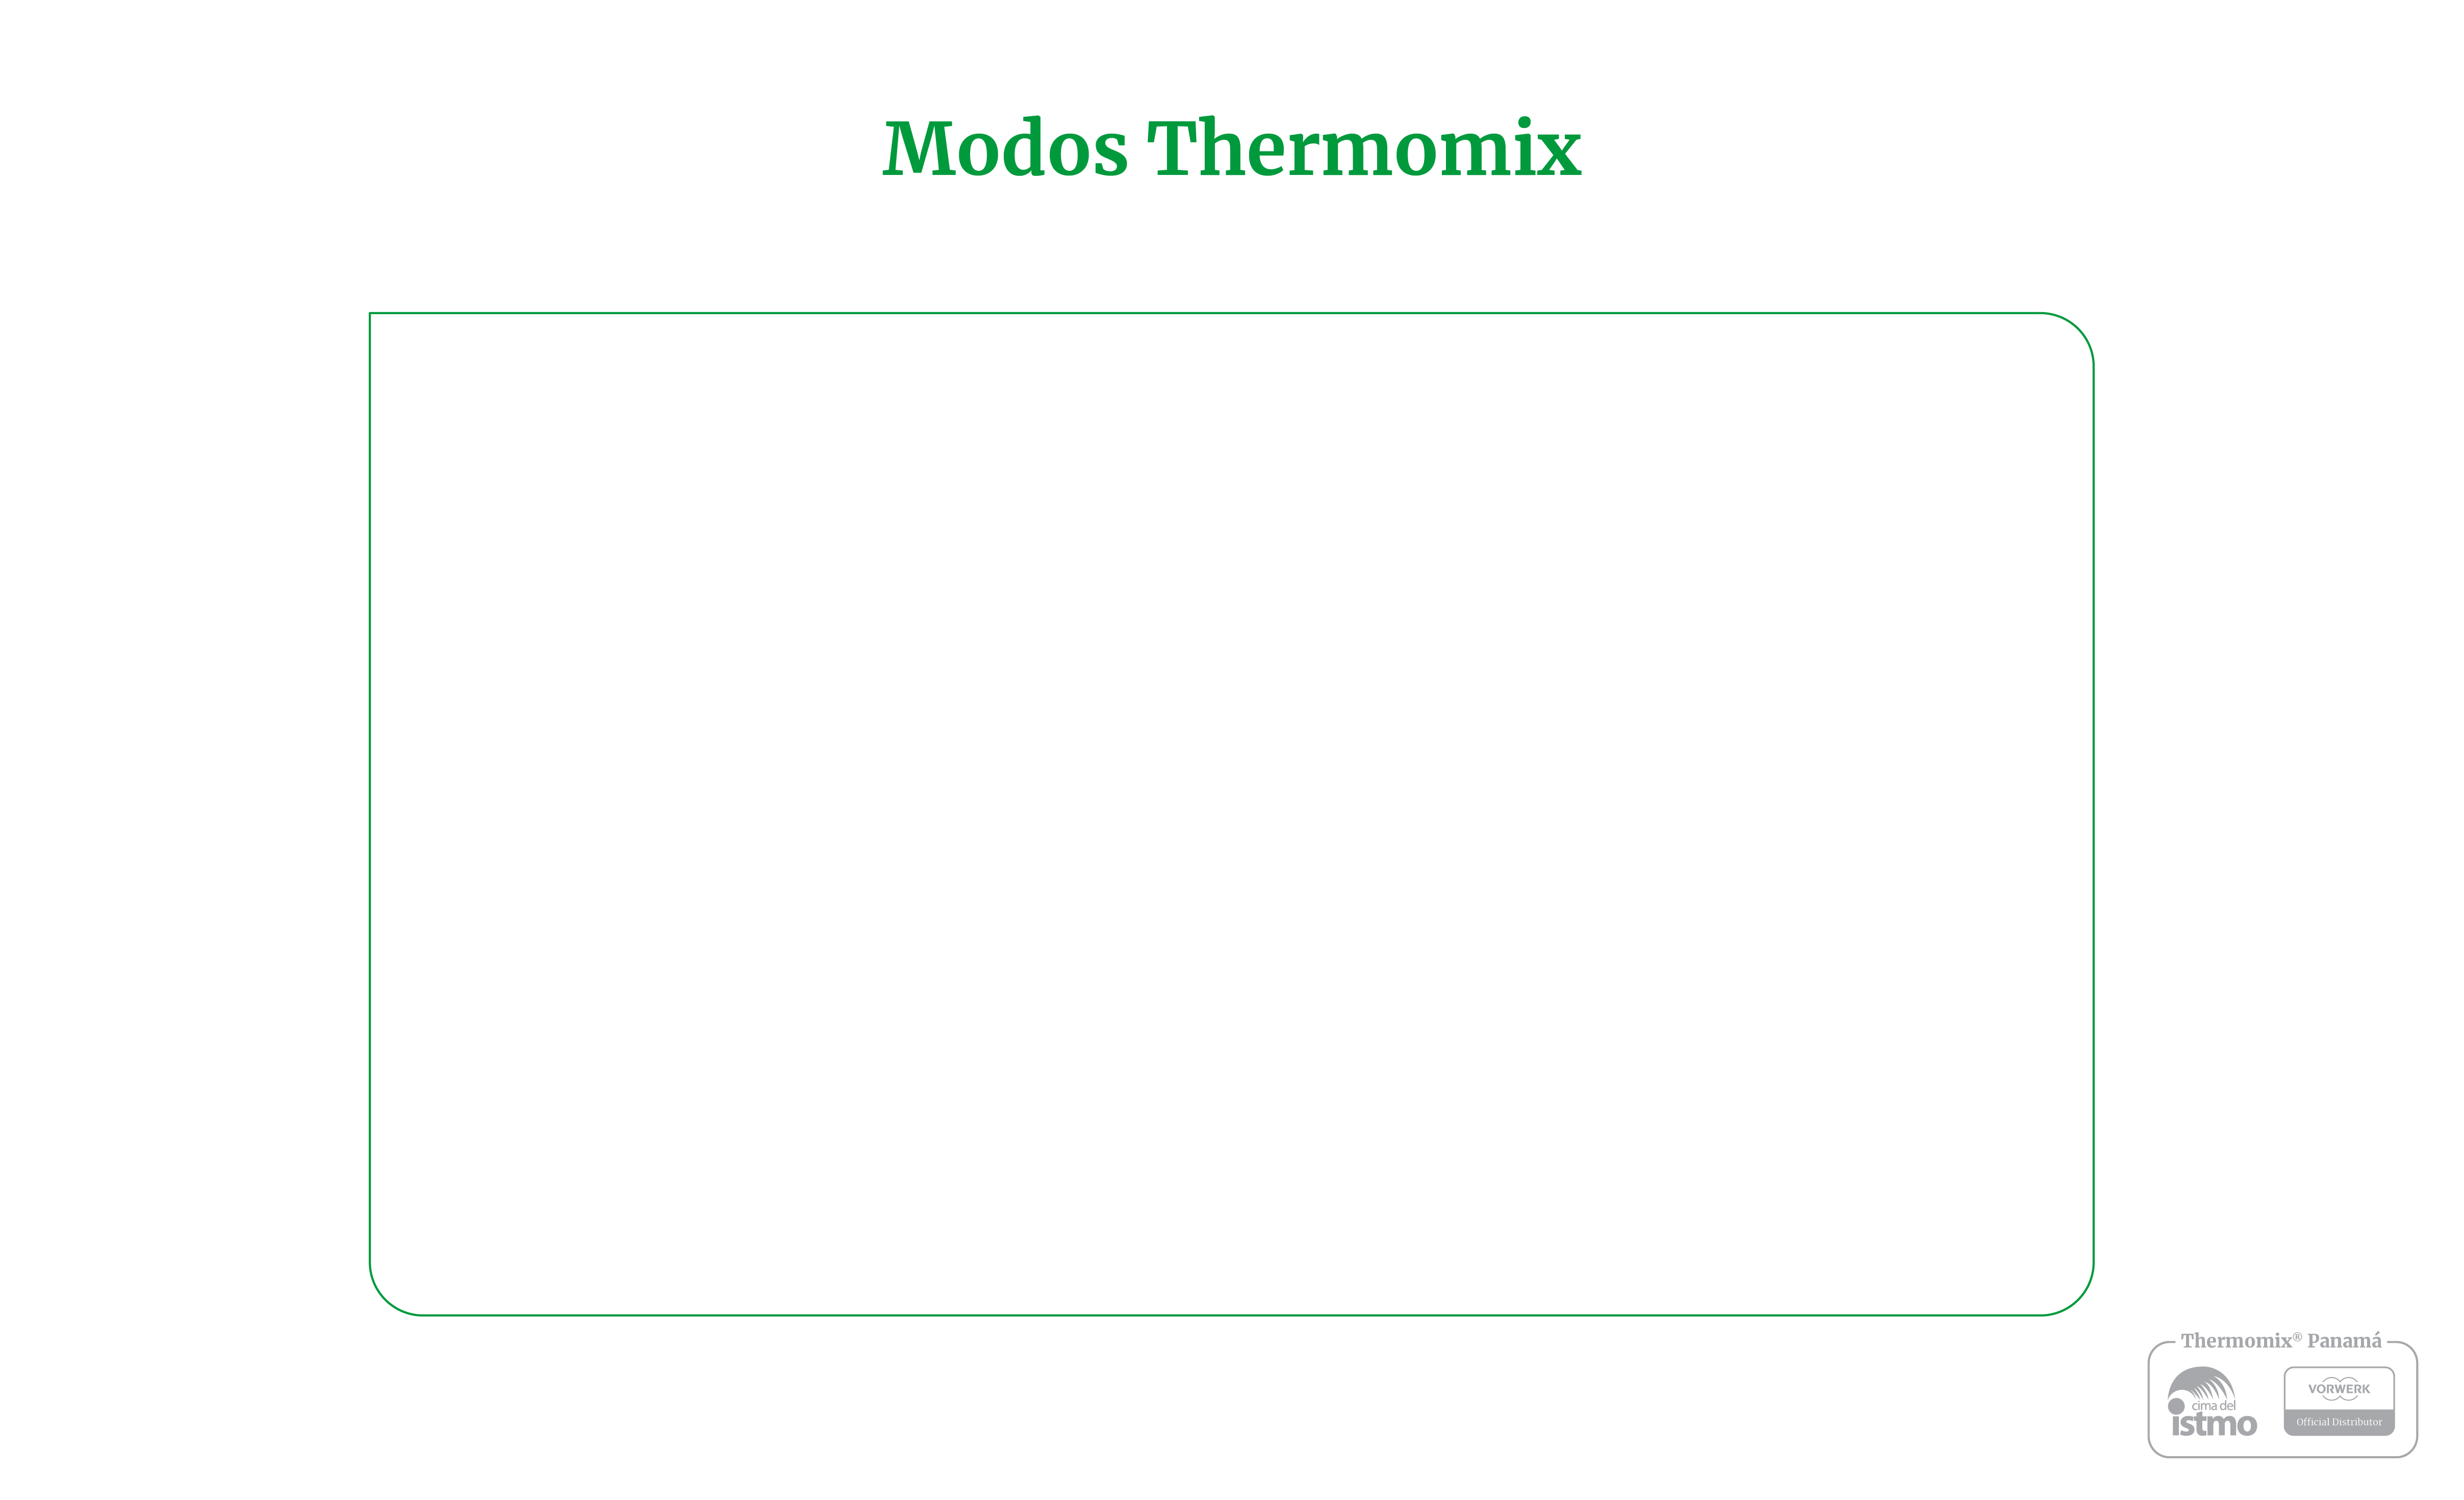 Modos Thermomix
Thermomix® Panamá
cima del
istmo
VORWERK
Official Distributor